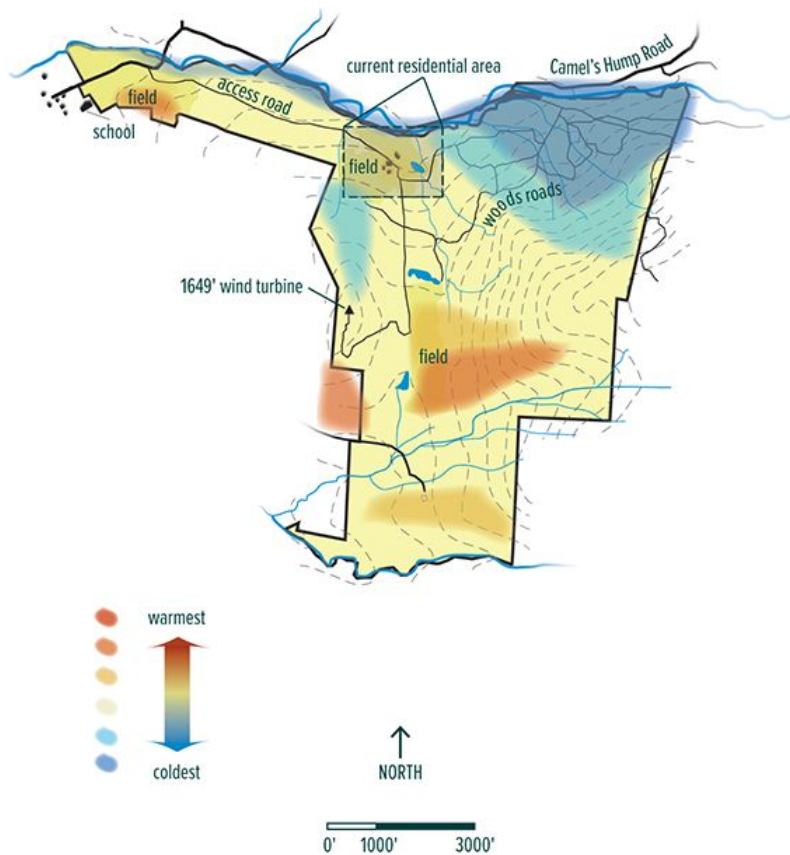 Camel's Hump Road
current residential area
access road
field
school
field
woods roads
1649' wind turbine
field
warmest
coldest
NORTH
0' 1000' 3000'